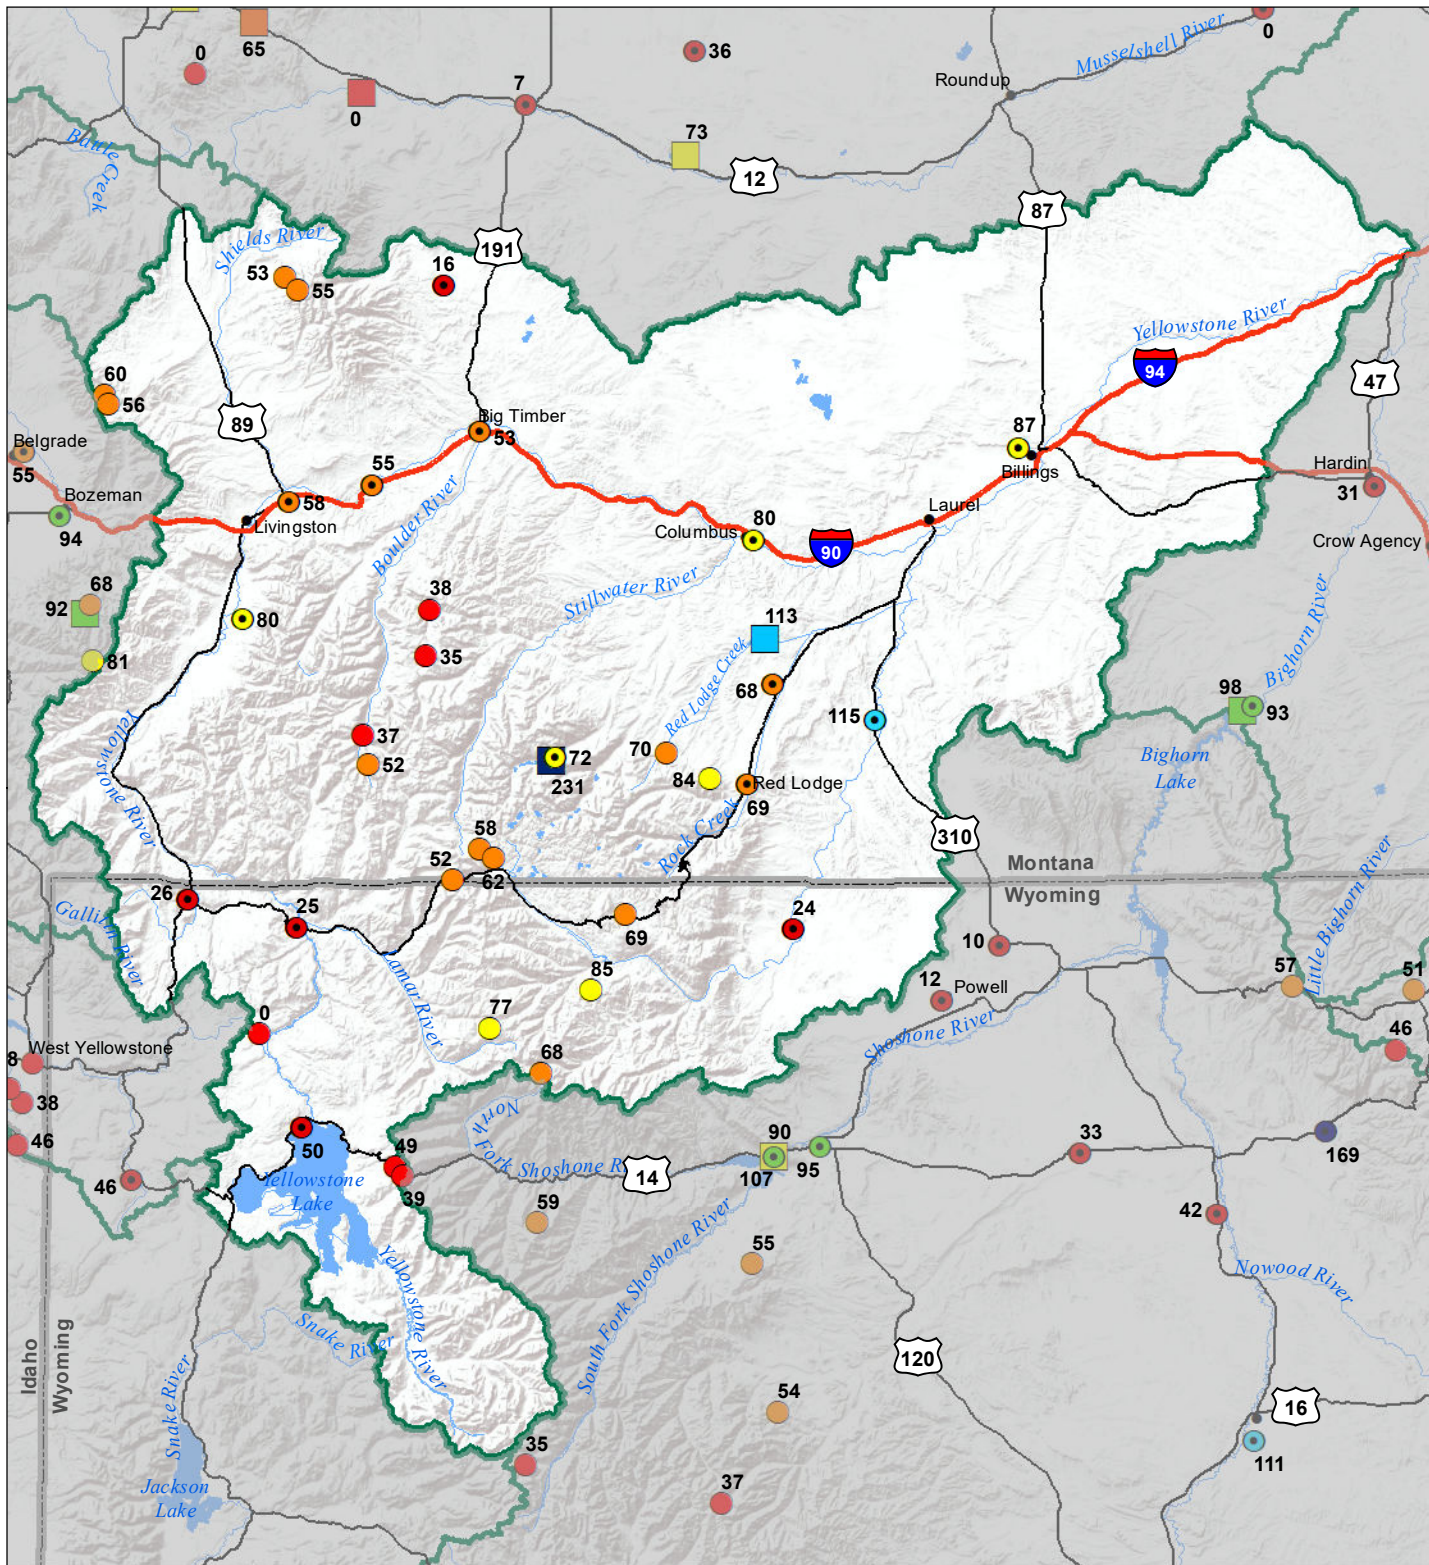 65
0
36
0
7
0
73
12
Roundup
Musselshell River
Battle Creek
87
191
Shields River
53
55
16
Yellowstone River
94
47
60
56
89
Big Timber
53
87
Billings
Belgrade
55
Bozeman
94
55
58
Livingston
Boulder River
Columbus
80
90
Laurel
Hardin
31
Crow Agency
68
92
81
80
38
35
Stillwater River
113
Red Lodge Creek
68
115
Bighorn River
98
93
Bighorn
Lake
Yellowstone River
37
52
72
231
70
84
Red Lodge
69
Rock Creek
310
58
52
62
Montana
Wyoming
Little Bighorn River
26
Gallatin River
25
Lamar River
69
24
10
12
Powell
57
51
46
85
77
68
Shoshone River
0
West Yellowstone
8
38
46
46
50
49
39
Yellowstone
Lake
North Fork Shoshone R
14
90
107
95
33
169
42
59
55
South Fork Shoshone River
Yellowstone River
Snake River
Snake River
Nowood River
Idaho
Wyoming
120
54
16
111
35
37
Jackson
Lake